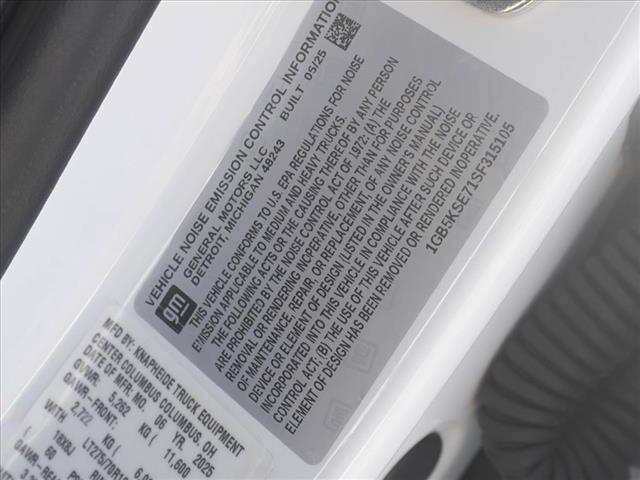 VEHICLE NOISE EMISSION CONTROL INFORMATION
GENERAL MOTORS LLC BUILT 05/25
DETROIT, MICHIGAN 48243
gm
THIS VEHICLE CONFORMS TO U.S. EPA REGULATIONS FOR NOISE
EMISSION APPLICABLE TO MEDIUM AND HEAVY TRUCKS.
THE FOLLOWING ACTS OR THE CAUSING THEREOF BY ANY PERSON
ARE PROHIBITED BY THE NOISE CONTROL ACT OF 1972: (A) THE
REMOVAL OR RENDERING INOPERATIVE, OTHER THAN FOR PURPOSES
OF MAINTENANCE, REPAIR, OR REPLACEMENT OF ANY NOISE CONTROL
DEVICE OR ELEMENT OF DESIGN (LISTED IN THE OWNER'S MANUAL)
INCORPORATED INTO THIS VEHICLE IN COMPLIANCE WITH THE NOISE
CONTROL ACT; (B) THE USE OF THIS VEHICLE AFTER SUCH DEVICE OR
ELEMENT OF DESIGN HAS BEEN REMOVED OR RENDERED INOPERATIVE.
1GB5KSE71SF315105
MFD BY: KNAPHEIDE TRUCK EQUIPMENT
CENTER COLUMBUS COLUMBUS, OH
DATE OF MFR: MO. 06 YR. 2025
GVWR: 5,262 KG ( 11,600
GAWR-FRONT:
2,722 KG (
WITH LT275/70R18